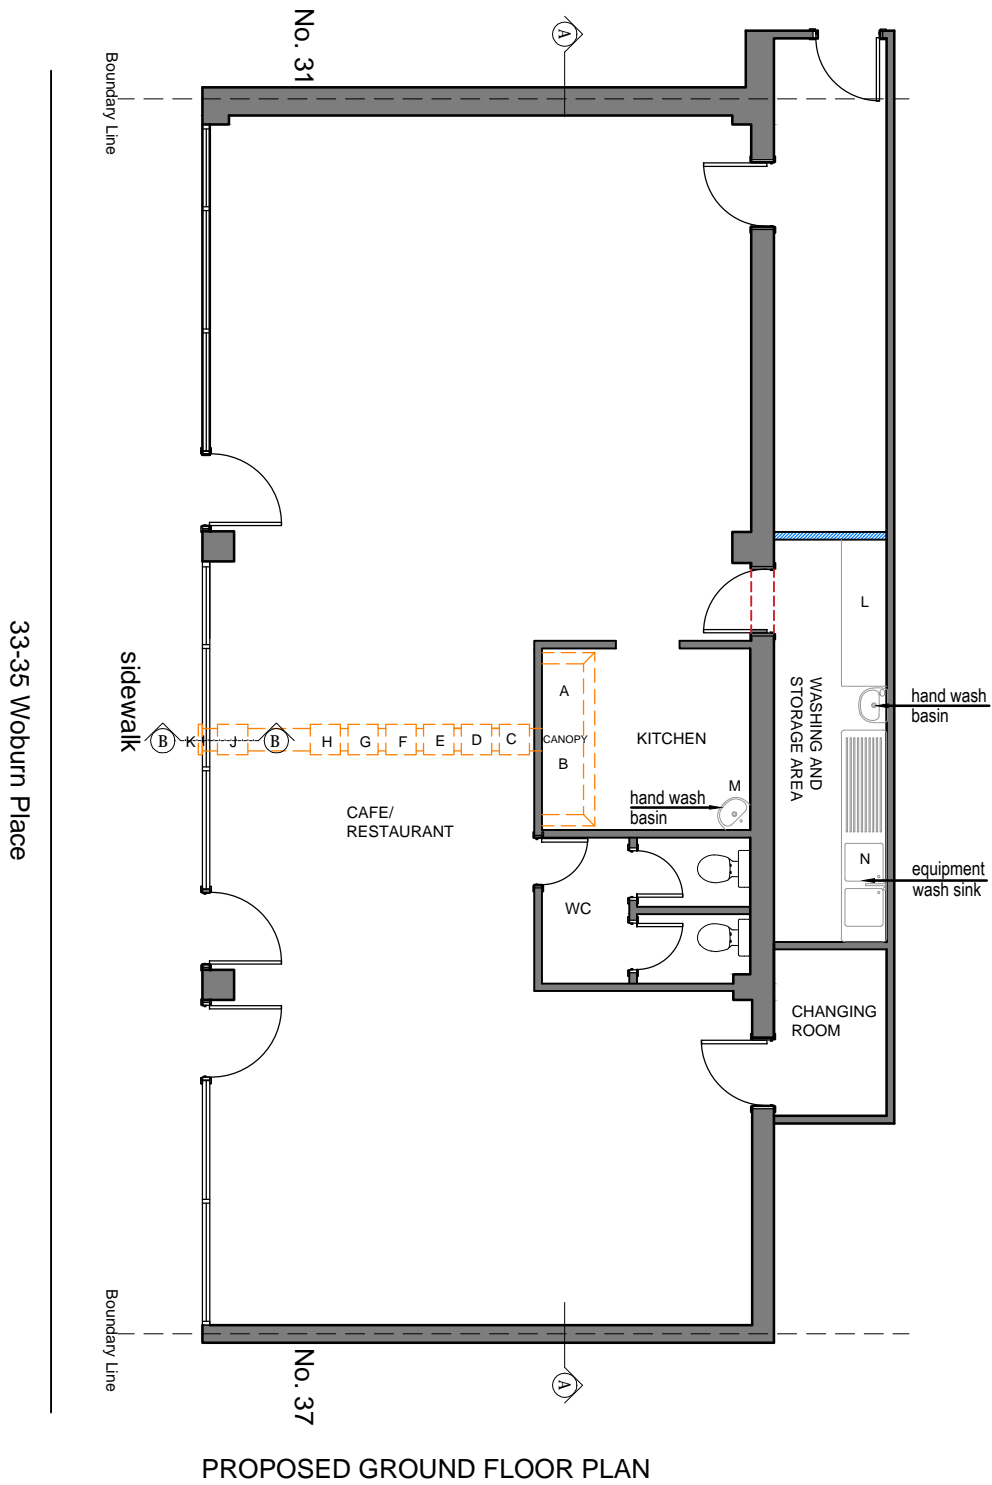 No. 31
A
Boundary Line
L
hand wash
basin
WASHING AND
STORAGE AREA
33-35 Woburn Place
sidewalk
A
KITCHEN
CANOPY
B
K
J
B
B
H
G
F
E
D
C
M
hand wash
basin
CAFE/
RESTAURANT
N
equipment
wash sink
WC
CHANGING
ROOM
Boundary Line
No. 37
A
PROPOSED GROUND FLOOR PLAN